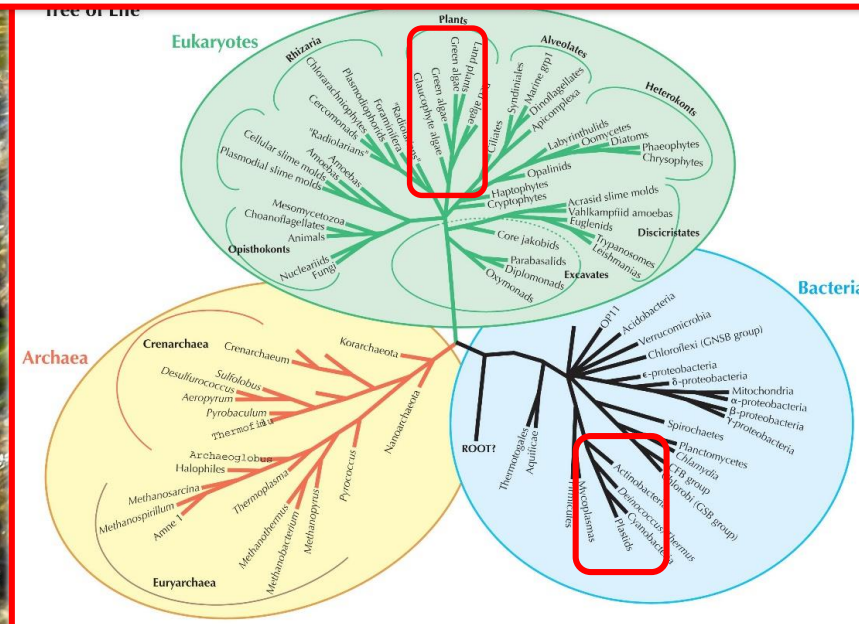 Tree of Life
Eukaryotes
Plants
Rhizaria
Alveolates
Heterokonts
Chlorarachniophytes
Cercomonads
Plasmodiophorids
Foraminifera
"Radiolarians"
"Radiolarians"
Glaucophyte algae
Green algae
Green algae
Land plants
Red algae
Ciliates
Syndiniales
Marine grp1
Dinoflagellates
Apicomplexa
Labyrinthulids
Oomycetes
Diatoms
Phaeophytes
Chrysophytes
Opalinids
Haptophytes
Cryptophytes
Cellular slime molds
Plasmodial slime molds
Amoebas
Amoebas
Mesomycetozoa
Choanoflagellates
Animals
Opisthokonts
Nucleariids
Fungi
Acrasid slime molds
Vahlkampfiid amoebas
Euglenids
Trypanosomes
Leishmanias
Discicristates
Core jakobids
Parabasalids
Diplomonads
Oxymonads
Excavates
Bacteria
OP11
Acidobacteria
Verrucomicrobia
Chloroflexi (GNSB group)
ε-proteobacteria
δ-proteobacteria
Mitochondria
α-proteobacteria
β-proteobacteria
γ-proteobacteria
Spirochaetes
Planctomycetes
Chlamydia
CFB group
Chlorobi (GSB group)
Actinobacteria
Deinococcus/Thermus
Cyanobacteria
Plastids
Mycoplasmas
Firmicutes
Thermotogales
Aquificae
ROOT?
Archaea
Crenarchaea
Crenarchaeum
Korarchaeota
Nanoarchaeota
Sulfolobus
Desulfurococcus
Aeropyrum
Pyrobaculum
Archaeoglobus
Halophiles
Methanosarcina
Methanospirillum
Amne 1
Thermoplasma
Methanothermus
Methanobacterium
Methanopyrus
Pyrococcus
Euryarchaea